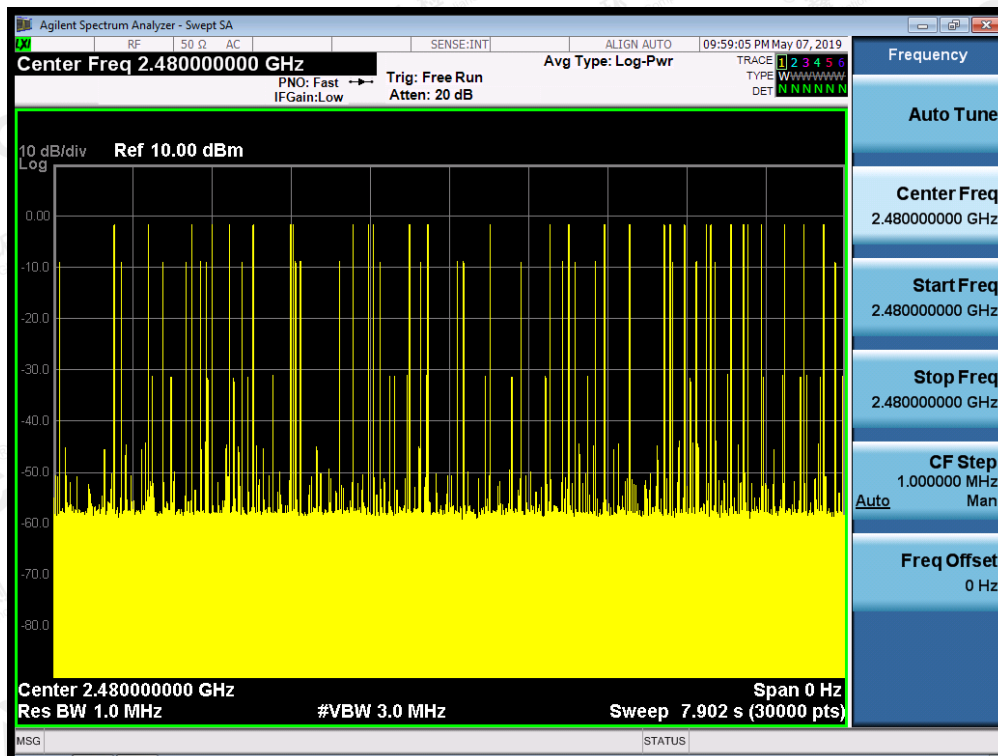 Agilent Spectrum Analyzer - Swept SA
LXI RF 50 Ω AC SENSE:INT ALIGN AUTO 09:59:05 PM May 07, 2019
Center Freq 2.480000000 GHz
PNO: Fast
IFGain:Low
Trig: Free Run
Atten: 20 dB
Avg Type: Log-Pwr
TRACE 1 2 3 4 5 6
TYPE WWWWWW
DET N N N N N N
10 dB/div Ref 10.00 dBm
Log
0.00
-10.0
-20.0
-30.0
-40.0
-50.0
-60.0
-70.0
-80.0
Center 2.480000000 GHz Span 0 Hz
Res BW 1.0 MHz #VBW 3.0 MHz Sweep 7.902 s (30000 pts)
MSG STATUS
Frequency
Auto Tune
Center Freq
2.480000000 GHz
Start Freq
2.480000000 GHz
Stop Freq
2.480000000 GHz
CF Step
1.000000 MHz
Auto Man
Freq Offset
0 Hz